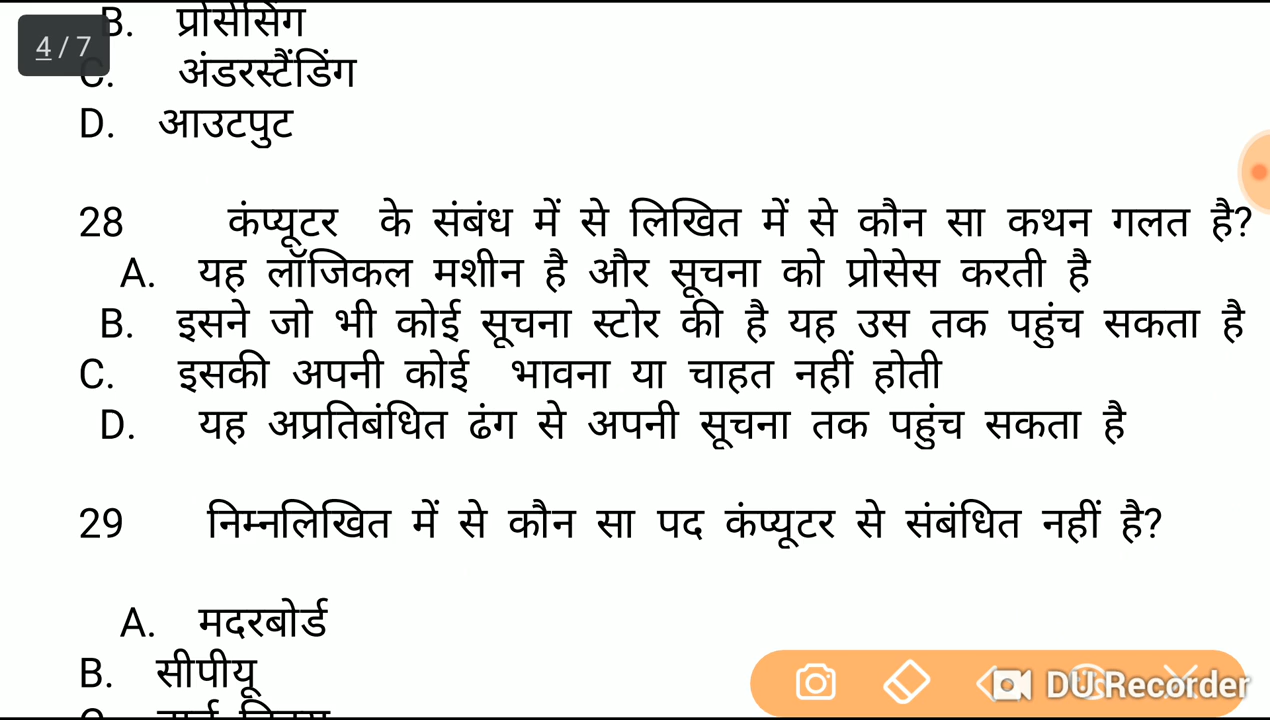 B. प्रोसेसिंग
4 / 7
C. अंडरस्टैंडिंग
D. आउटपुट
28 कंप्यूटर के संबंध में से लिखित में से कौन सा कथन गलत है?
A. यह लॉजिकल मशीन है और सूचना को प्रोसेस करती है
B. इसने जो भी कोई सूचना स्टोर की है यह उस तक पहुंच सकता है
C. इसकी अपनी कोई भावना या चाहत नहीं होती
D. यह अप्रतिबंधित ढंग से अपनी सूचना तक पहुंच सकता है
29 निम्नलिखित में से कौन सा पद कंप्यूटर से संबंधित नहीं है?
A. मदरबोर्ड
B. सीपीयू
DU Recorder